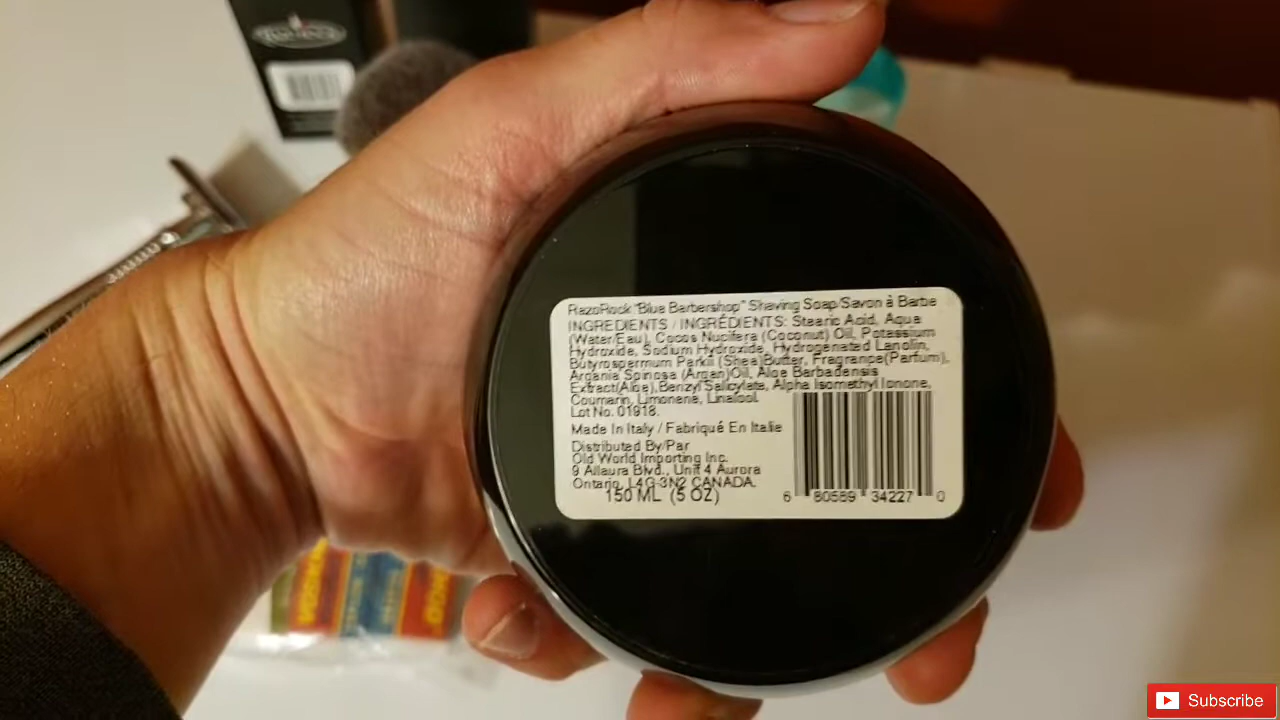 RazoRock "Blue Barbershop" Shaving Soap/Savon à Barbe
INGREDIENTS / INGRÉDIENTS: Stearic Acid, Aqua
(Water/Eau), Cocos Nucifera (Coconut) Oil, Potassium
Hydroxide, Sodium Hydroxide, Hydrogenated Lanolin,
Butyrospermum Parkii (Shea)Butter, Fragrance(Parfum),
Argania Spinosa (Argan)Oil, Aloe Barbadensis
Extract(Aloe),Benzyl Salicylate, Alpha Isomethyl Ionone,
Coumarin, Limonene, Linalool.
Lot No. 01918.
Made In Italy / Fabriqué En Italie
Distributed By/Par
Old World Importing Inc.
9 Allaura Blvd., Unit 4 Aurora
Ontario, L4G 3N2 CANADA.
150 ML (5 OZ)
6 80589 34227 0
Subscribe